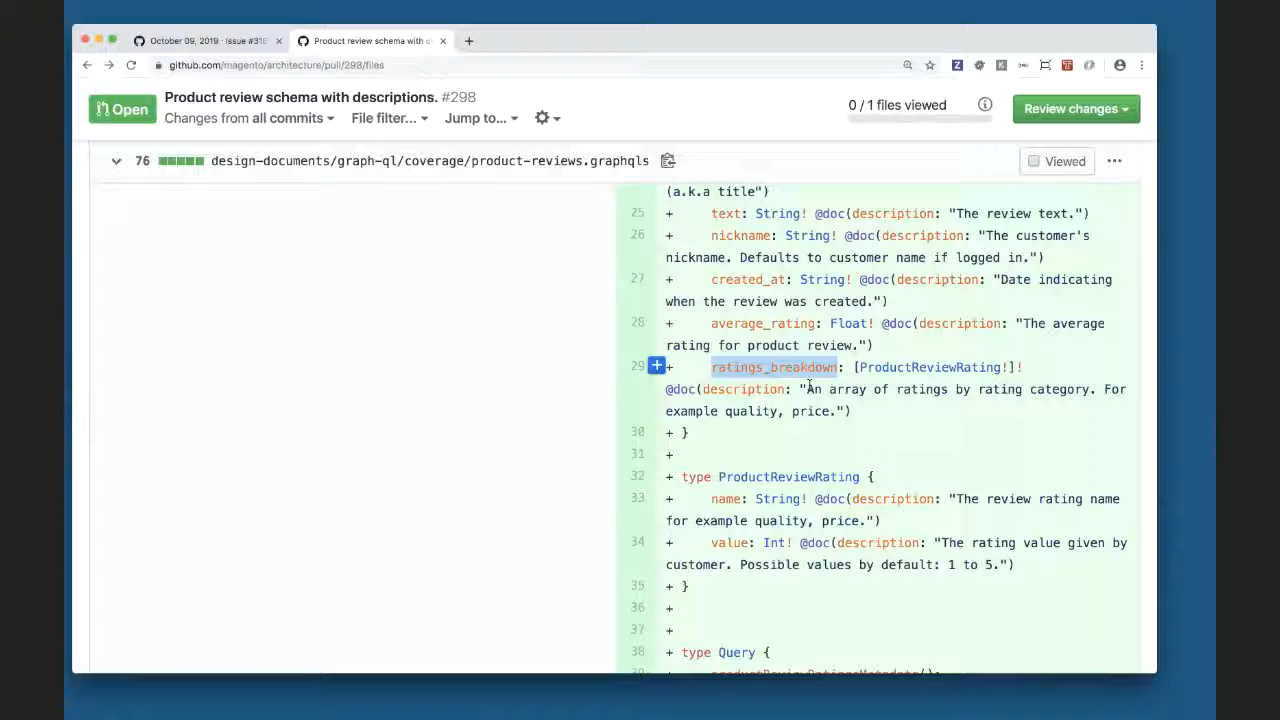 October 09, 2019 · Issue #319
Product review schema with de
github.com/magento/architecture/pull/298/files
Open
Product review schema with descriptions. #298
Changes from all commits
File filter...
Jump to...
0 / 1 files viewed
Review changes
76
design-documents/graph-ql/coverage/product-reviews.graphqls
Viewed
(a.k.a title")
25 + text: String! @doc(description: "The review text.")
26 + nickname: String! @doc(description: "The customer's
nickname. Defaults to customer name if logged in.")
27 + created_at: String! @doc(description: "Date indicating
when the review was created.")
28 + average_rating: Float! @doc(description: "The average
rating for product review.")
29 + ratings_breakdown: [ProductReviewRating!]!
@doc(description: "An array of ratings by rating category. For
example quality, price.")
30 + }
31 +
32 + type ProductReviewRating {
33 + name: String! @doc(description: "The review rating name
for example quality, price.")
34 + value: Int! @doc(description: "The rating value given by
customer. Possible values by default: 1 to 5.")
35 + }
36 +
37 +
38 + type Query {